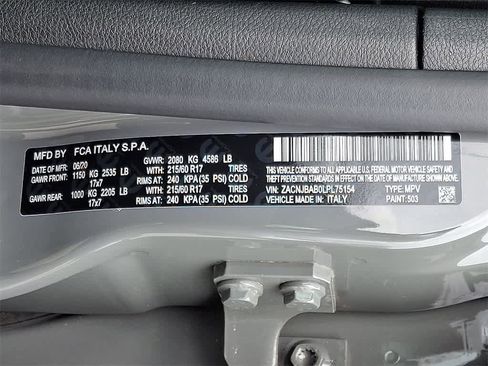 MFD BY: FCA ITALY S.P.A.
DATE OF MFR: 06/20 GVWR: 2080 KG 4586 LB
GAWR FRONT: 1150 KG 2535 LB WITH: 215/60 R17 TIRES
17x7 RIMS AT: 240 KPA(35 PSI) COLD
GAWR REAR: 1000 KG 2205 LB WITH: 215/60 R17 TIRES
17x7 RIMS AT: 240 KPA(35 PSI) COLD
THIS VEHICLE CONFORMS TO ALL APPLICABLE
FEDERAL MOTOR VEHICLE SAFETY, BUMPER, AND
THEFT PREVENTION STANDARDS IN EFFECT ON
THE DATE OF MANUFACTURE SHOWN ABOVE.
VIN: ZACNJBAB0LPL75154 TYPE: MPV
VEHICLE MADE IN: ITALY PAINT: 503